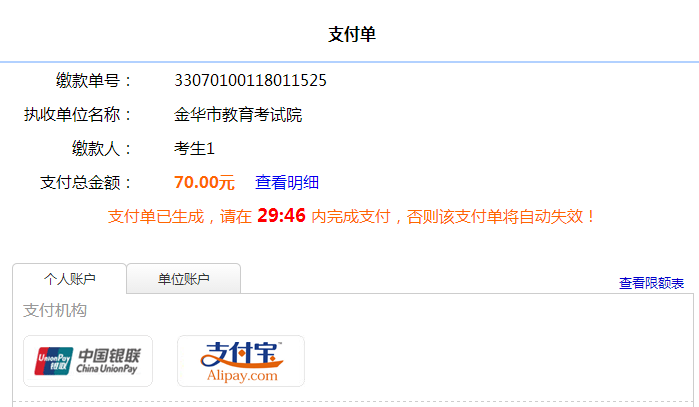 支付单
缴款单号： 33070100118011525
执收单位名称： 金华市教育考试院
缴款人： 考生1
支付总金额： 70.00元 查看明细
支付单已生成，请在 29:46 内完成支付，否则该支付单将自动失效！
个人账户 单位账户 查看限额表
支付机构
UnionPay 银联 中国银联 China UnionPay
支付宝 Alipay.com